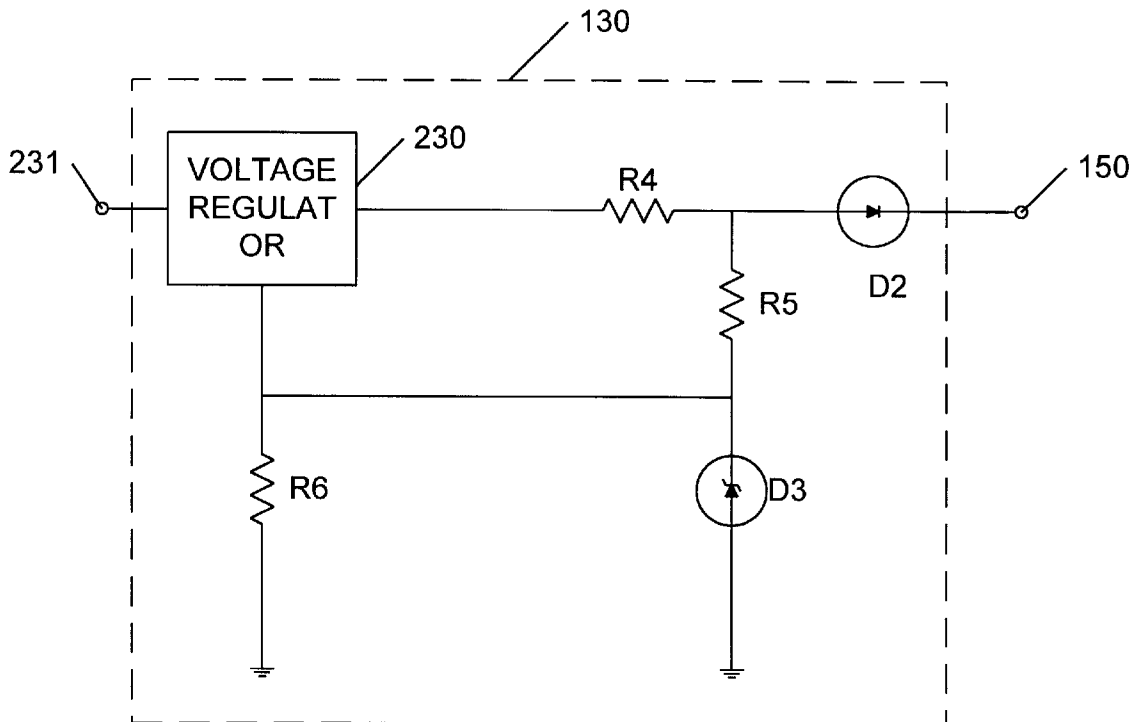 130
231
VOLTAGE
REGULAT
OR
230
R4
150
D2
R5
R6
D3